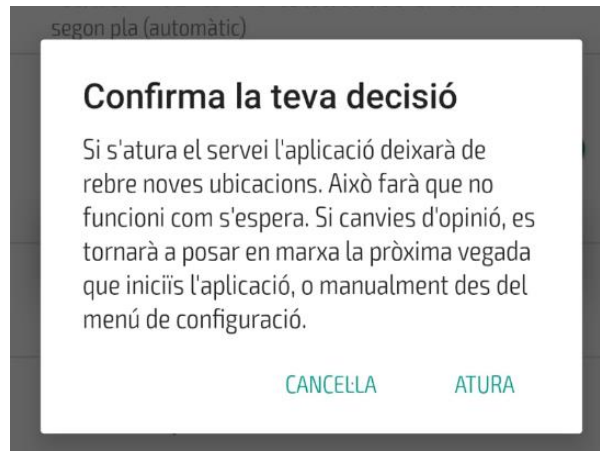 segon pla (automàtic)
Confirma la teva decisió
Si s'atura el servei l'aplicació deixarà de
rebre noves ubicacions. Això farà que no
funcioni com s'espera. Si canvies d'opinió, es
tornarà a posar en marxa la pròxima vegada
que iniciïs l'aplicació, o manualment des del
menú de configuració.
CANCEL·LA ATURA